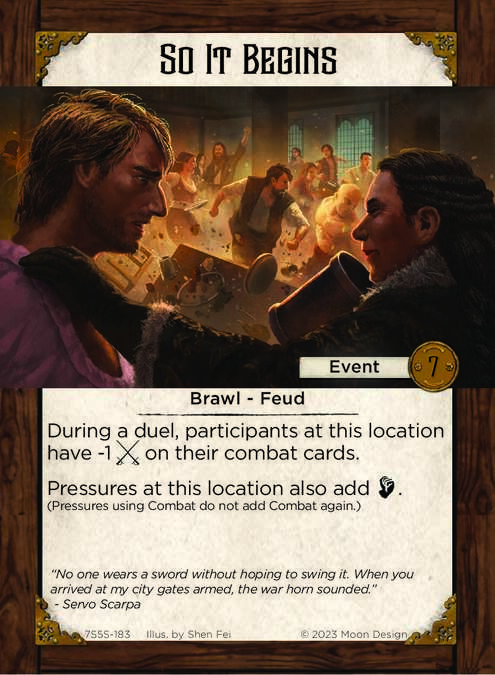 So It Begins
Event
7
Brawl - Feud
During a duel, participants at this location
have -1 on their combat cards.
Pressures at this location also add .
(Pressures using Combat do not add Combat again.)
"No one wears a sword without hoping to swing it. When you
arrived at my city gates armed, the war horn sounded."
- Servo Scarpa
7S5S-183 Illus. by Shen Fei © 2023 Moon Design